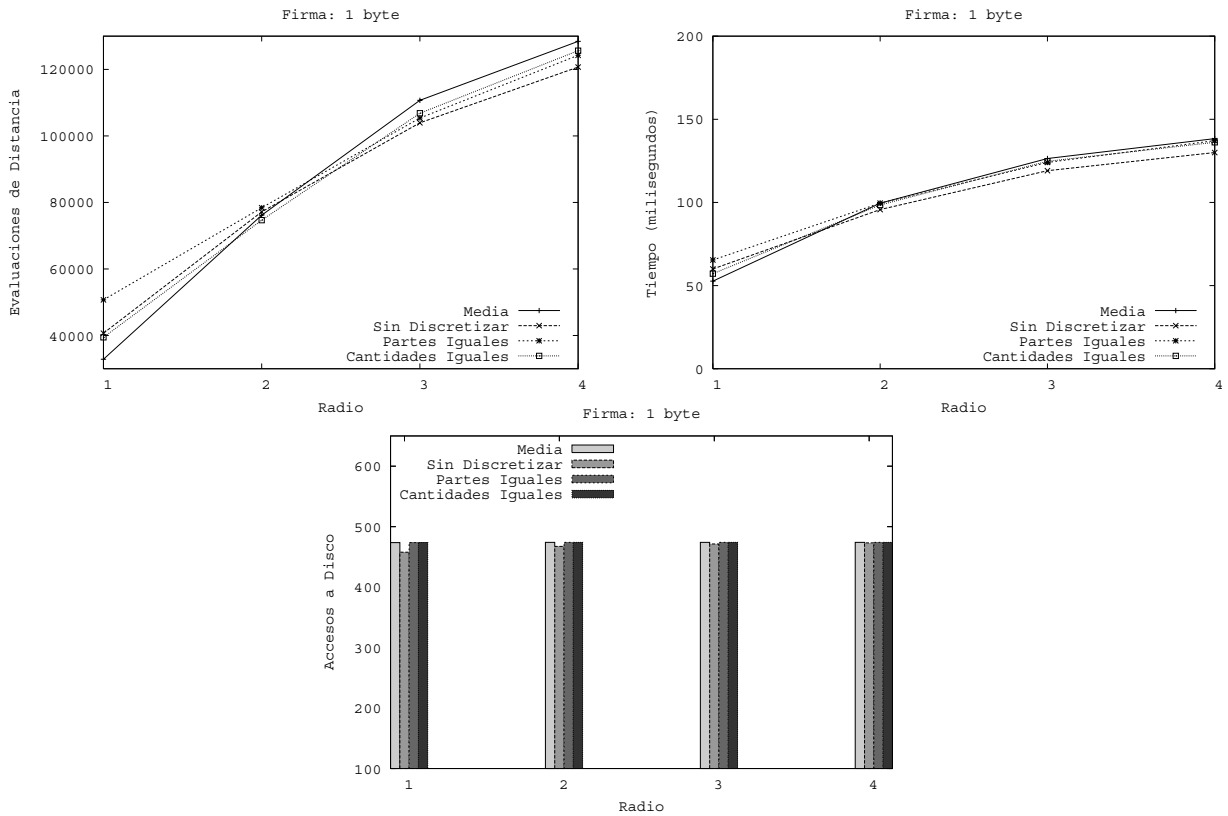 Firma: 1 byte
Evaluaciones de Distancia
120000
100000
80000
60000
40000
Media
Sin Discretizar
Partes Iguales
Cantidades Iguales
1 2 3 4
Radio
Firma: 1 byte
Tiempo (milisegundos)
200
150
100
50
0
Media
Sin Discretizar
Partes Iguales
Cantidades Iguales
1 2 3 4
Radio
Firma: 1 byte
Accesos a Disco
600
500
400
300
200
100
Media
Sin Discretizar
Partes Iguales
Cantidades Iguales
1 2 3 4
Radio